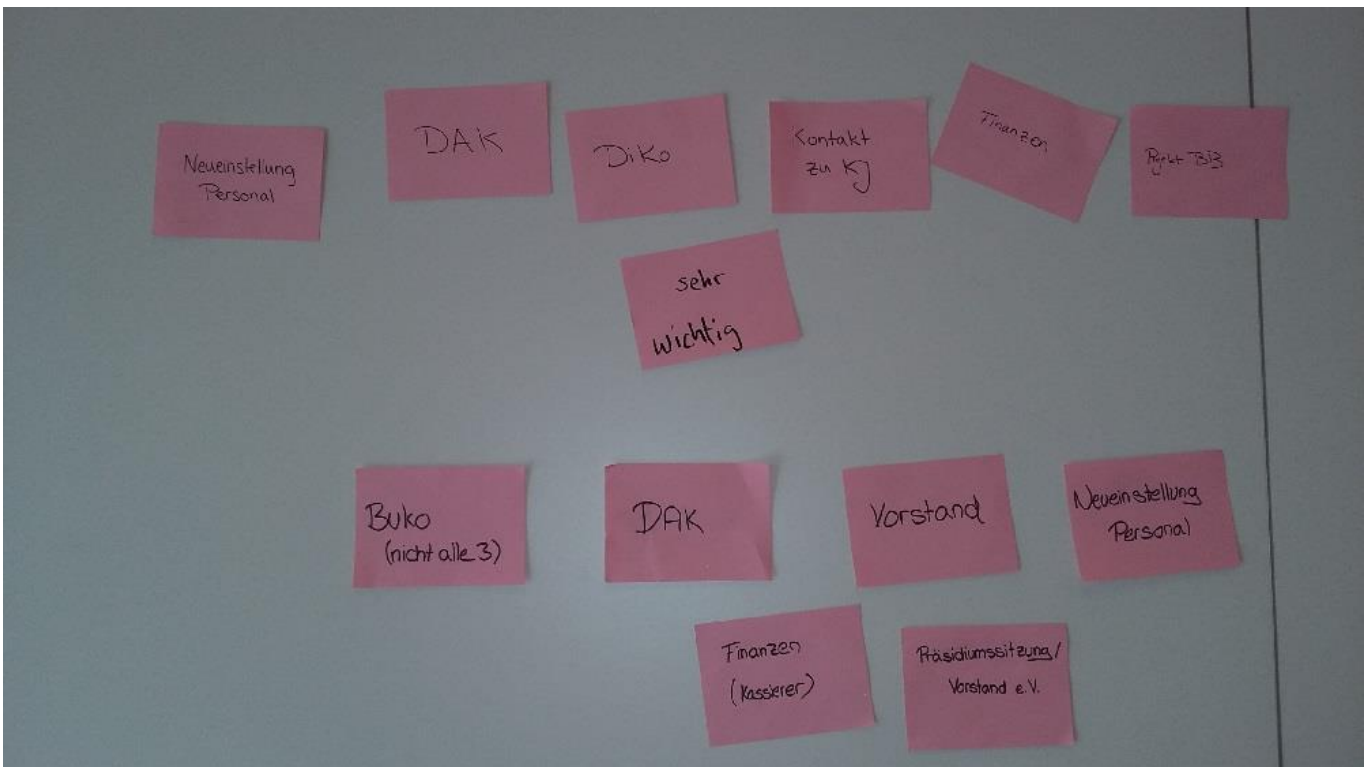 Neueinstellung
Personal
DAK
DiKo
Kontakt
zu KJ
Finanzen
sehr
wichtig
Buko
(nicht alle 3)
DAK
Vorstand
Neueinstellung
Personal
Finanzen
(Kassierer)
Präsidiumssitzung/
Vorstand e.V.